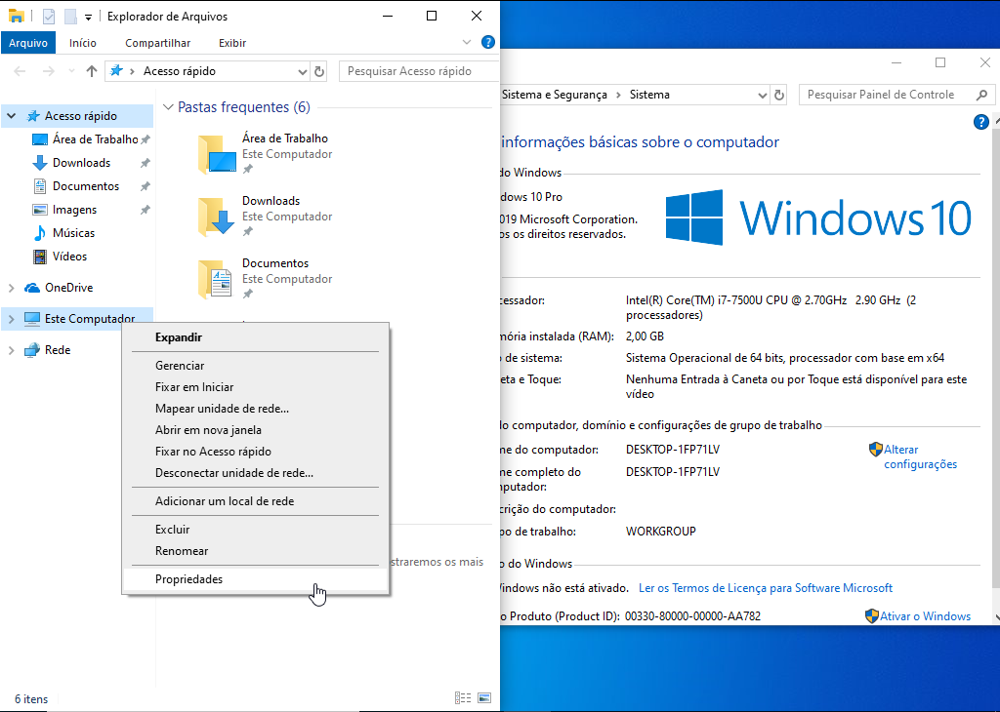 Explorador de Arquivos
Arquivo Início Compartilhar Exibir
Acesso rápido
Pesquisar Acesso rápido
Acesso rápido
Área de Trabalho
Downloads
Documentos
Imagens
Músicas
Vídeos
OneDrive
Este Computador
Rede
Pastas frequentes (6)
Área de Trabalho
Este Computador
Downloads
Este Computador
Documentos
Este Computador
Expandir
Gerenciar
Fixar em Iniciar
Mapear unidade de rede...
Abrir em nova janela
Fixar no Acesso rápido
Desconectar unidade de rede...
Adicionar um local de rede
Excluir
Renomear
Propriedades
straremos os mais
6 itens
Sistema e Segurança Sistema
Pesquisar Painel de Controle
informações básicas sobre o computador
do Windows
dows 10 Pro
019 Microsoft Corporation.
os os direitos reservados.
Windows 10
cessador: Intel(R) Core(TM) i7-7500U CPU @ 2.70GHz 2.90 GHz (2
processadores)
mória instalada (RAM): 2,00 GB
o de sistema: Sistema Operacional de 64 bits, processador com base em x64
eta e Toque: Nenhuma Entrada à Caneta ou por Toque está disponível para este
vídeo
do computador, domínio e configurações de grupo de trabalho
me do computador: DESKTOP-1FP71LV
Alterar
configurações
me completo do DESKTOP-1FP71LV
mputador:
crição do computador:
po de trabalho: WORKGROUP
o do Windows
Windows não está ativado. Ler os Termos de Licença para Software Microsoft
o Produto (Product ID): 00330-80000-00000-AA782
Ativar o Windows